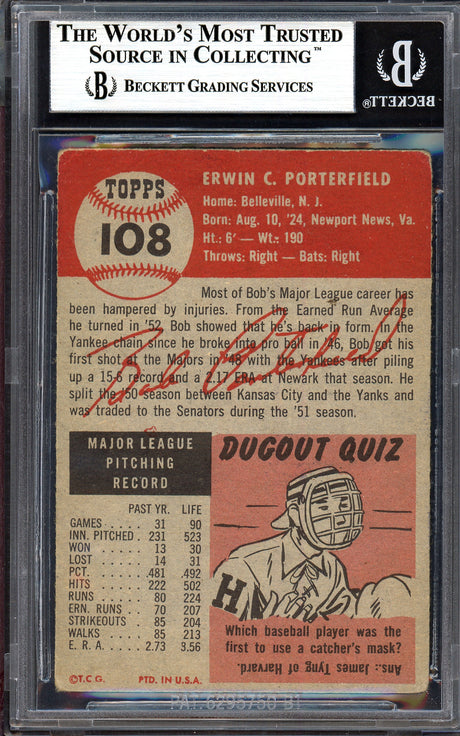 THE WORLD'S MOST TRUSTED
SOURCE IN COLLECTING™
B BECKETT GRADING SERVICES
B
BECKETT®
TOPPS
108
ERWIN C. PORTERFIELD
Home: Belleville, N. J.
Born: Aug. 10, '24, Newport News, Va.
Ht.: 6' — Wt.: 190
Throws: Right — Bats: Right
Most of Bob's Major League career has
been hampered by injuries. From the Earned Run Average
he turned in '52, Bob showed that he's back in form. In the
Yankee chain since he broke into pro ball in '46, Bob got his
first shot at the Majors in '48 with the Yankees after piling
up a 15-6 record and a 2.17 ERA at Newark that season. He
split the '50 season between Kansas City and the Yanks and
was traded to the Senators during the '51 season.
Bob Porterfield
MAJOR LEAGUE
PITCHING
RECORD
PAST YR. LIFE
GAMES . . . . . 31 90
INN. PITCHED . 231 523
WON . . . . . 13 30
LOST . . . . . 14 31
PCT. . . . . . .481 .492
HITS . . . . . 222 502
RUNS . . . . . 80 224
ERN. RUNS . . 70 207
STRIKEOUTS . . 85 204
WALKS . . . . 85 213
E. R. A. . . . . 2.73 3.56
©T.C.G. PTD. IN U.S.A.
DUGOUT QUIZ
H
Which baseball player was the
first to use a catcher's mask?
Ans.: James Tyng of Harvard.
PAT. 6295750 B1